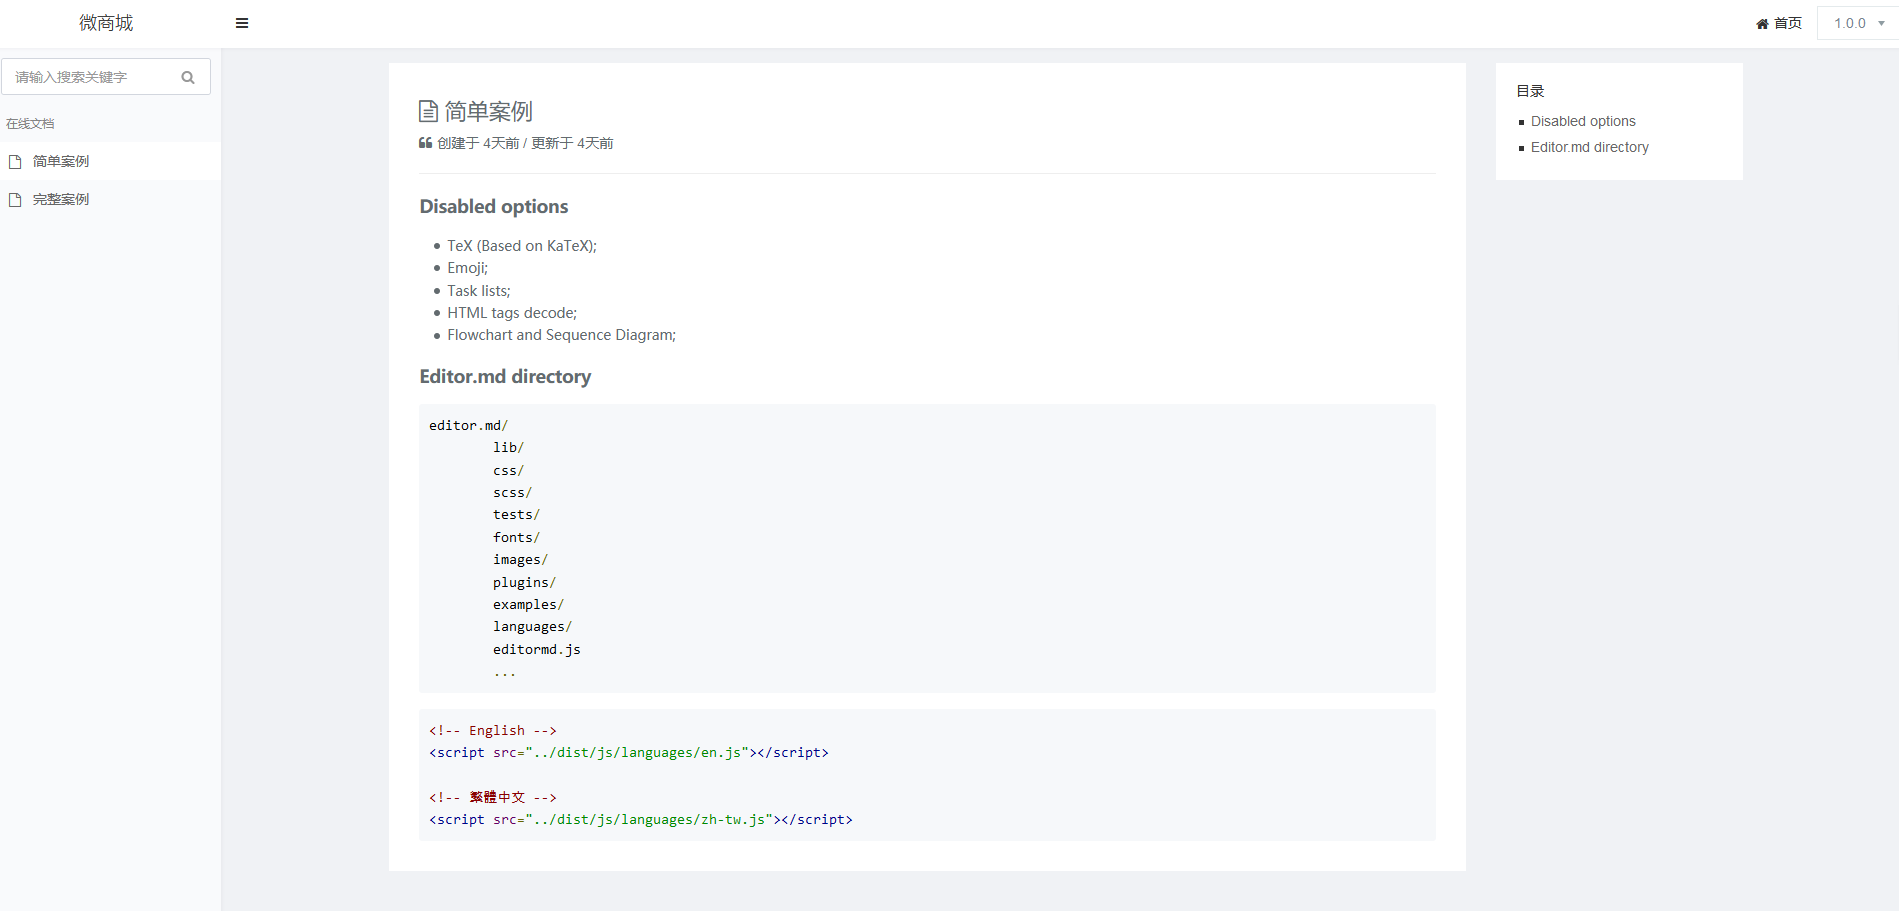 微商城
首页
1.0.0
请输入搜索关键字
在线文档
简单案例
完整案例
简单案例
创建于 4天前 / 更新于 4天前
Disabled options
TeX (Based on KaTeX);
Emoji;
Task lists;
HTML tags decode;
Flowchart and Sequence Diagram;
Editor.md directory
editor.md/
lib/
css/
scss/
tests/
fonts/
images/
plugins/
examples/
languages/
editormd.js
...
<!-- English -->
<script src="../dist/js/languages/en.js"></script>
<!-- 繁體中文 -->
<script src="../dist/js/languages/zh-tw.js"></script>
目录
Disabled options
Editor.md directory